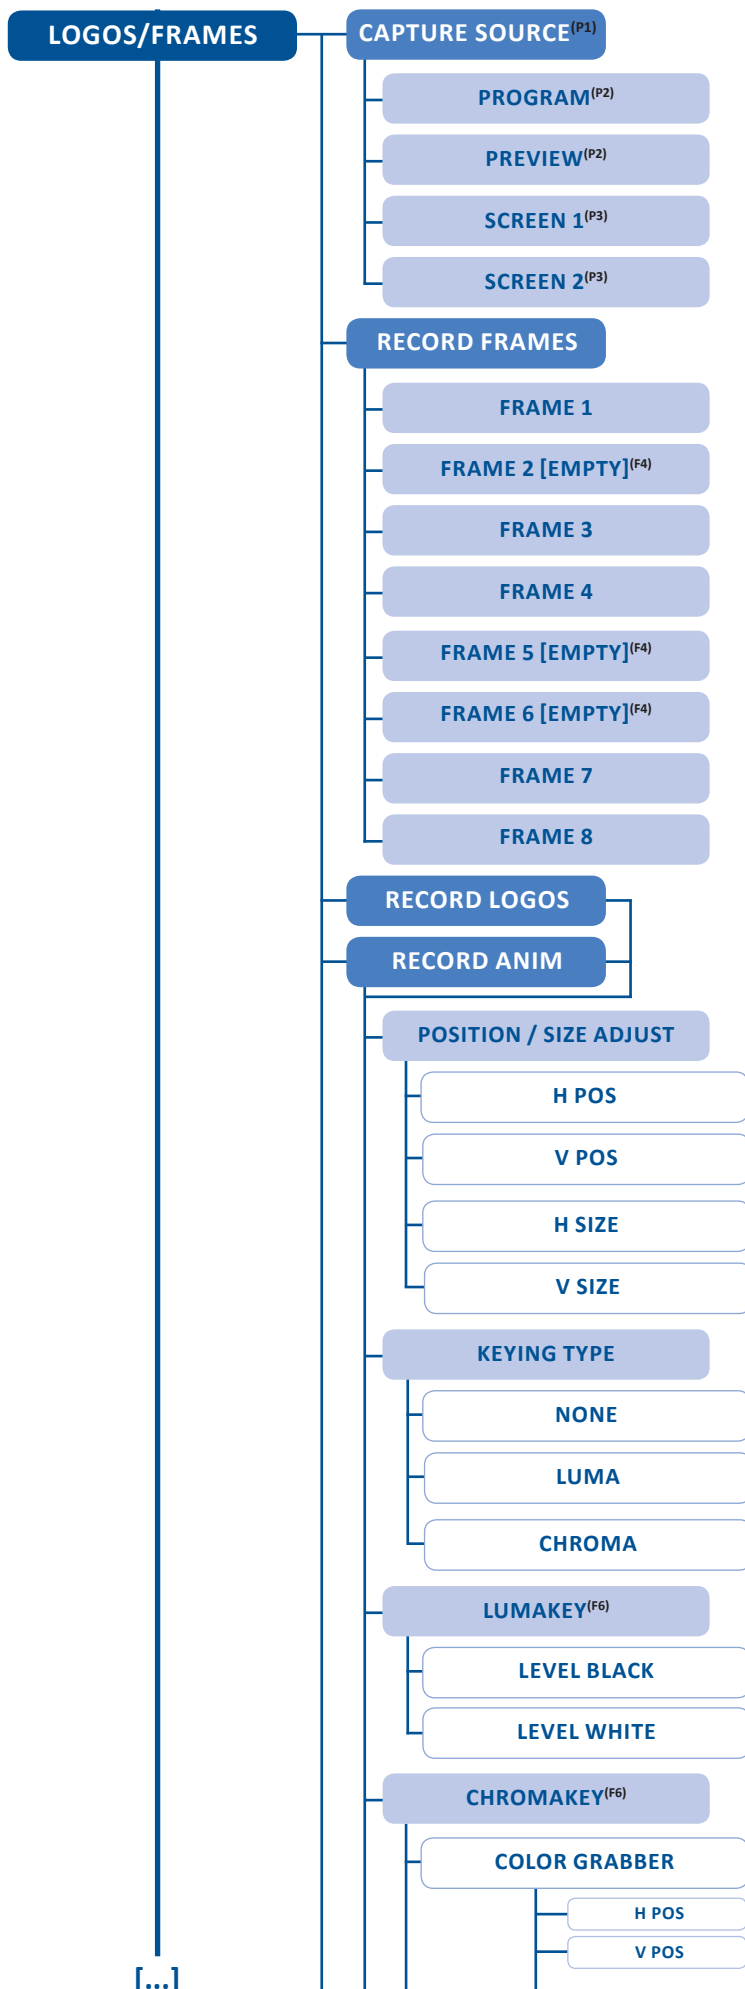 LOGOS/FRAMES
CAPTURE SOURCE(P1)
PROGRAM(P2)
PREVIEW(P2)
SCREEN 1(P3)
SCREEN 2(P3)
RECORD FRAMES
FRAME 1
FRAME 2 [EMPTY](F4)
FRAME 3
FRAME 4
FRAME 5 [EMPTY](F4)
FRAME 6 [EMPTY](F4)
FRAME 7
FRAME 8
RECORD LOGOS
RECORD ANIM
POSITION / SIZE ADJUST
H POS
V POS
H SIZE
V SIZE
KEYING TYPE
NONE
LUMA
CHROMA
LUMAKEY(F6)
LEVEL BLACK
LEVEL WHITE
CHROMAKEY(F6)
COLOR GRABBER
H POS
V POS
[...]